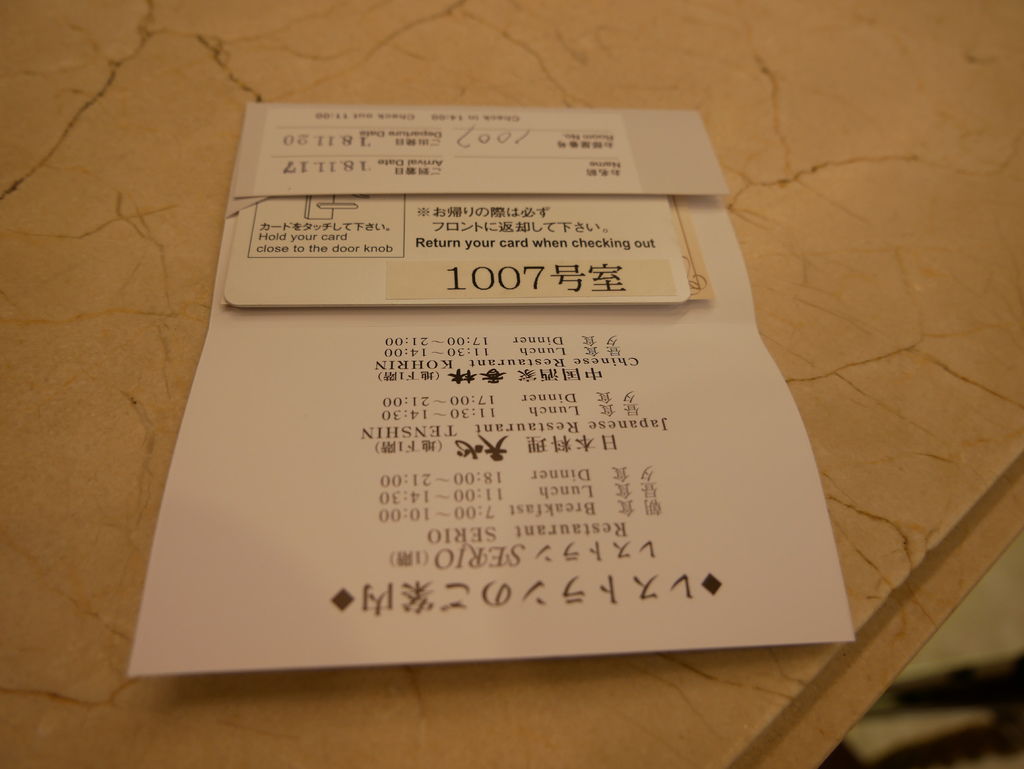 カードをタッチして下さい。
Hold your card
close to the door knob
※お帰りの際は必ず
フロントに返却して下さい。
Return your card when checking out
1007号室
お名前
Name
ご到着日
Arrival Date
'18.11.17
お部屋番号
Room No.
1007
ご出発日
Departure Date
'18.11.20
Check in 14:00 Check out 11:00
◆レストランのご案内◆
レストラン SERIO (1階)
Restaurant SERIO
朝食 Breakfast 7:00~10:00
昼食 Lunch 11:00~14:30
夕食 Dinner 18:00~21:00
日本料理 天心 (地下1階)
Japanese Restaurant TENSHIN
昼食 Lunch 11:30~14:30
夕食 Dinner 17:00~21:00
中国酒家 (地下1階)
Chinese Restaurant KOHRIN
昼食 Lunch 11:30~14:00
夕食 Dinner 17:00~21:00